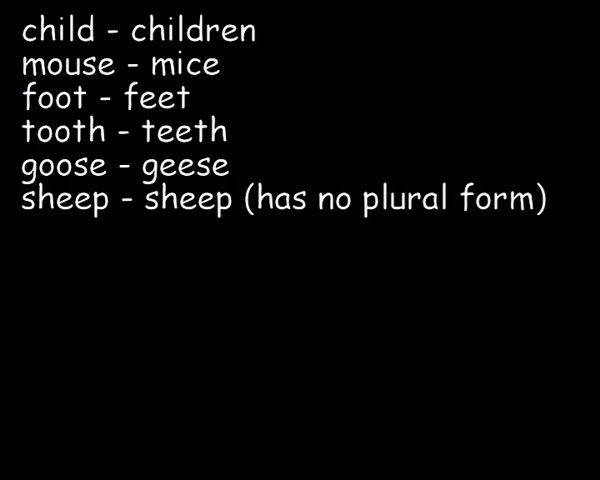 child - children
mouse - mice
foot - feet
tooth - teeth
goose - geese
sheep - sheep (has no plural form)